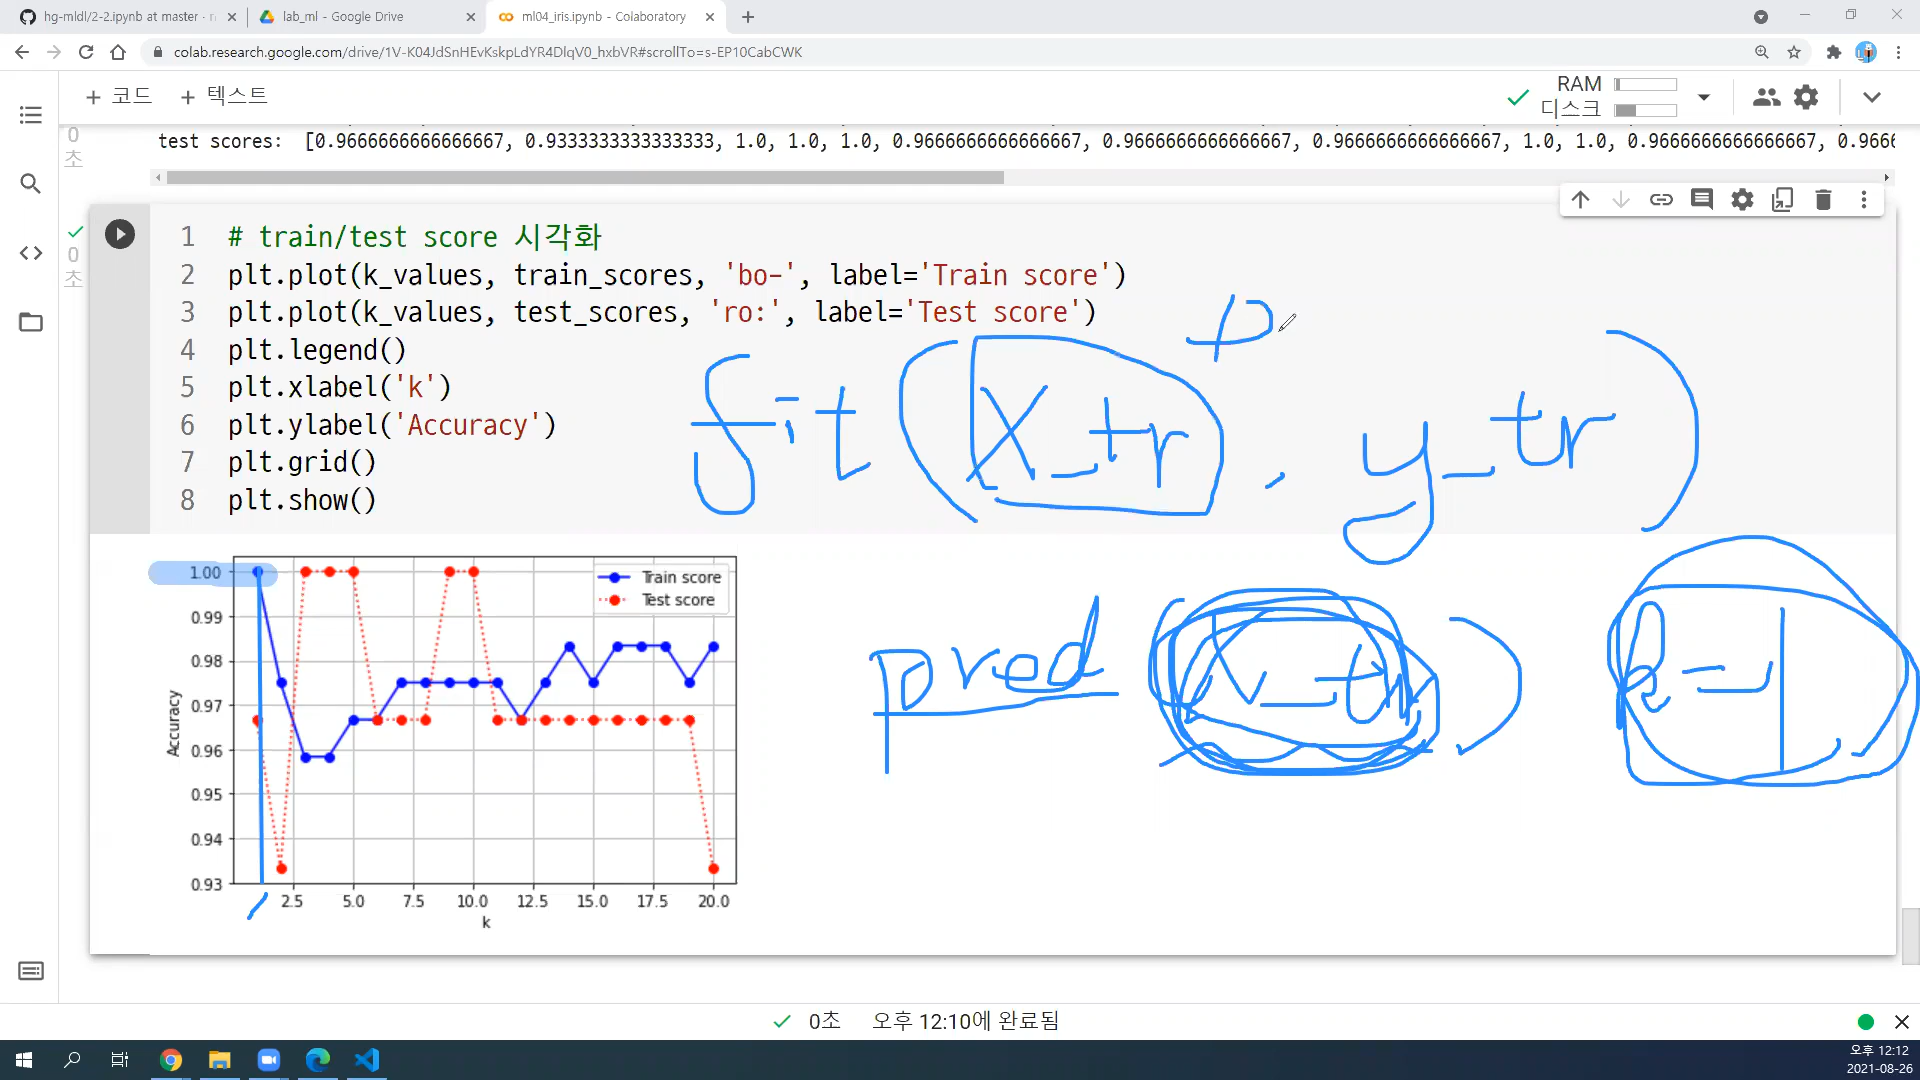 hg-mldl/2-2.ipynb at master · r
lab_ml - Google Drive
ml04_iris.ipynb - Colaboratory
colab.research.google.com/drive/1V-K04JdSnHEvKskpLdYR4DlqV0_hxbVR#scrollTo=s-EP10CabCWK
+ 코드 + 텍스트
RAM
디스크
0
초
test scores: [0.9666666666666667, 0.9333333333333333, 1.0, 1.0, 1.0, 0.9666666666666667, 0.9666666666666667, 0.9666666666666667, 1.0, 1.0, 0.9666666666666667, 0.9666
0
초
1 # train/test score 시각화
2 plt.plot(k_values, train_scores, 'bo-', label='Train score')
3 plt.plot(k_values, test_scores, 'ro:', label='Test score')
4 plt.legend()
5 plt.xlabel('k')
6 plt.ylabel('Accuracy')
7 plt.grid()
8 plt.show()
fit (X_tr, y_tr)
pred (X_tr)
Train score
Test score
1.00
0.99
0.98
0.97
0.96
0.95
0.94
0.93
Accuracy
2.5 5.0 7.5 10.0 12.5 15.0 17.5 20.0
k
0초 오후 12:10에 완료됨
오후 12:12
2021-08-26